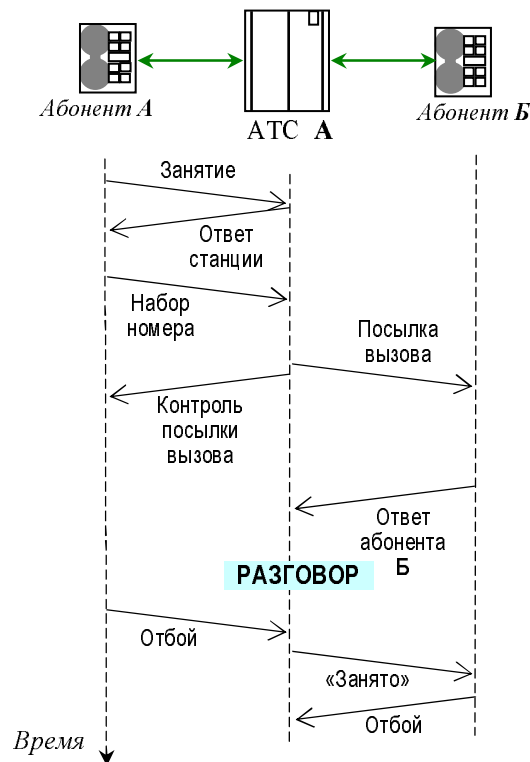 Абонент А
АТС А
Абонент Б
Занятие
Ответ
станции
Набор
номера
Посылка
вызова
Контроль
посылки
вызова
Ответ
абонента
Б
РАЗГОВОР
Отбой
«Занято»
Отбой
Время